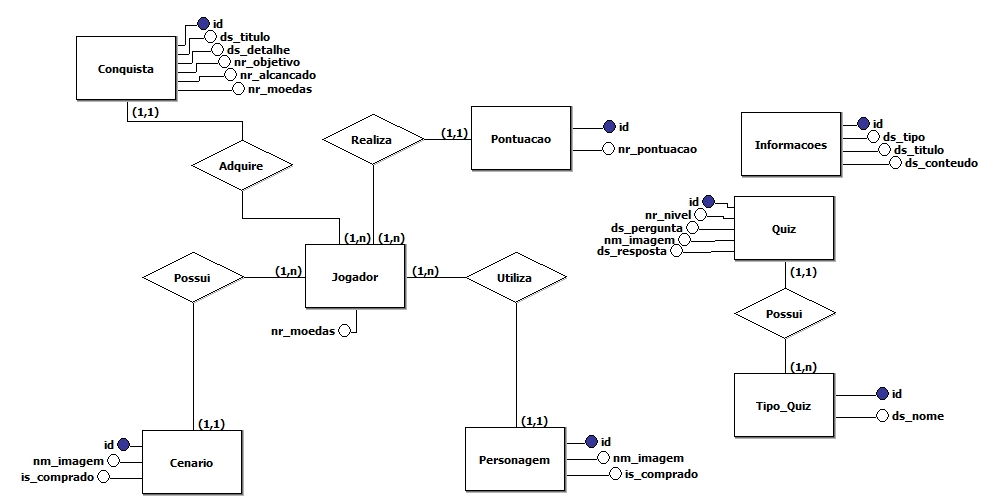 id
ds_titulo
ds_detalhe
nr_objetivo
nr_alcancado
nr_moedas
Conquista
(1,1)
Adquire
Realiza
(1,1)
Pontuacao
id
nr_pontuacao
Informacoes
id
ds_tipo
ds_titulo
ds_conteudo
id
nr_nivel
ds_pergunta
nm_imagem
ds_resposta
Quiz
(1,1)
Possui
(1,n)
Tipo_Quiz
id
ds_nome
(1,n)
(1,n)
Possui
(1,n)
Jogador
(1,n)
Utiliza
nr_moedas
(1,1)
id
nm_imagem
is_comprado
Cenario
(1,1)
Personagem
id
nm_imagem
is_comprado